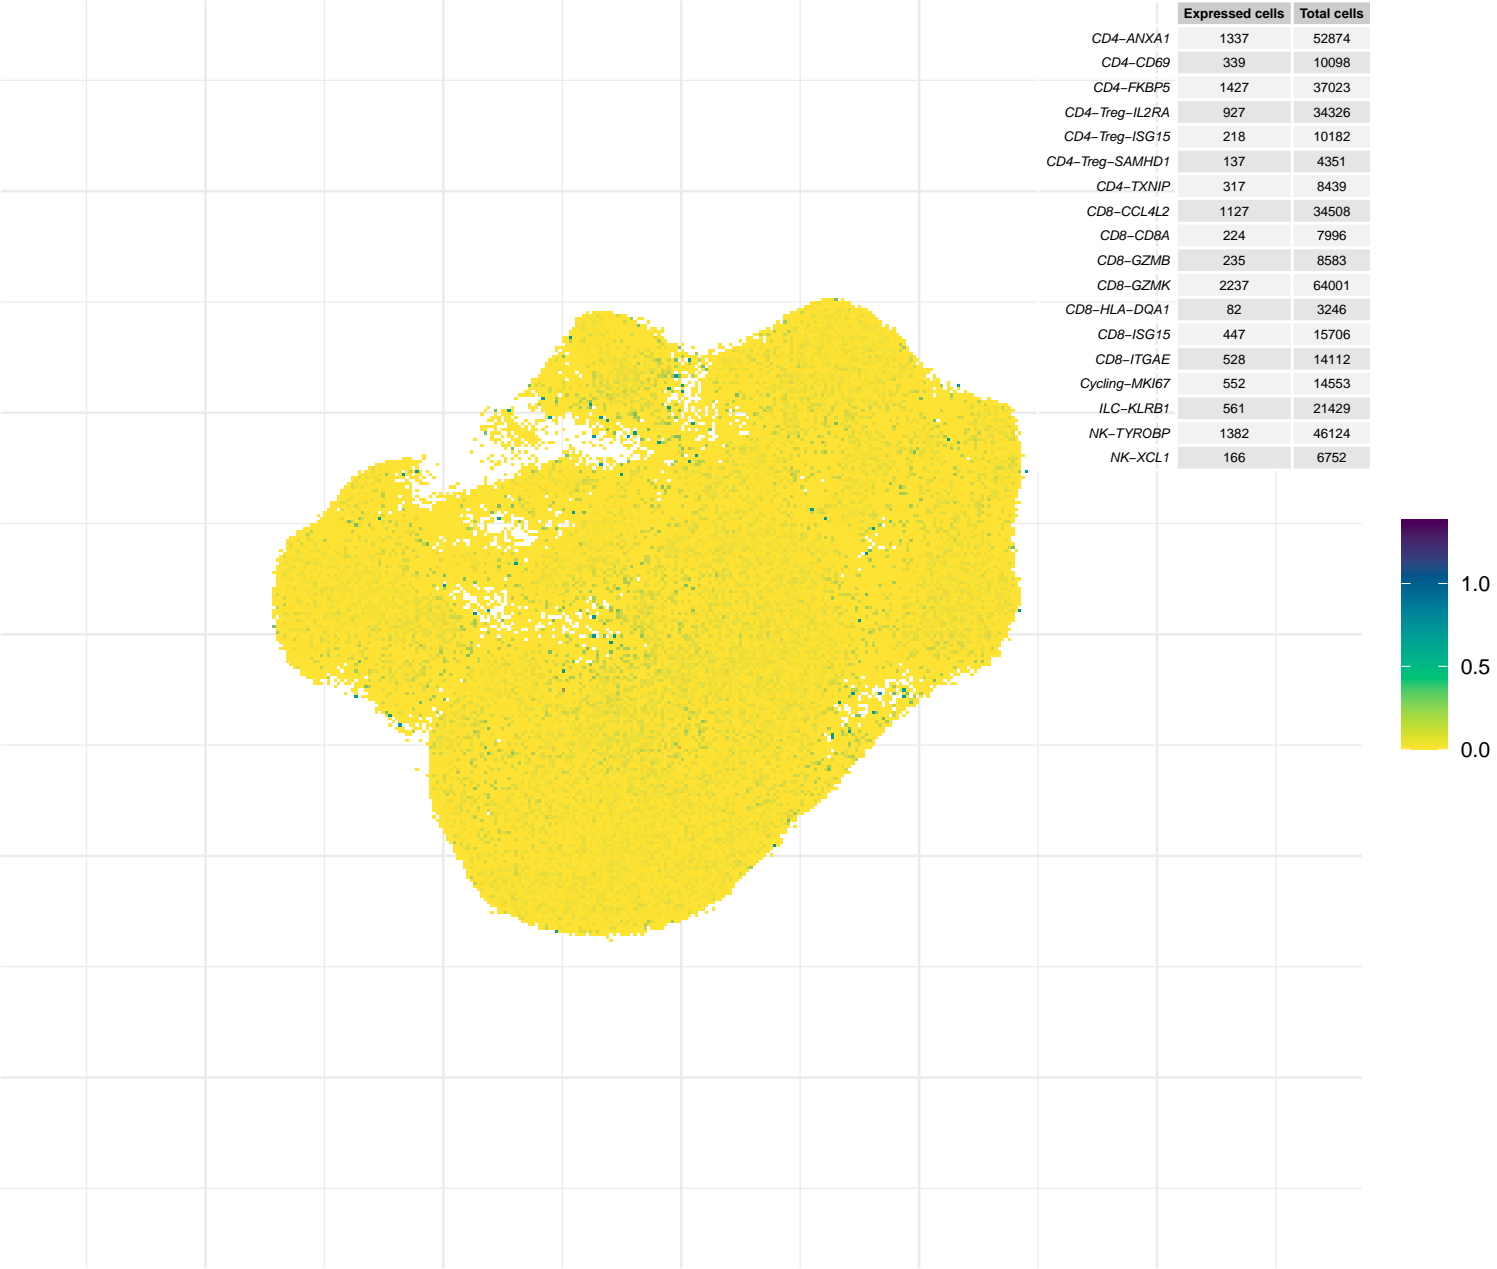 Expressed cells Total cells
CD4−ANXA1 1337 52874
CD4−CD69 339 10098
CD4−FKBP5 1427 37023
CD4−Treg−IL2RA 927 34326
CD4−Treg−ISG15 218 10182
CD4−Treg−SAMHD1 137 4351
CD4−TXNIP 317 8439
CD8−CCL4L2 1127 34508
CD8−CD8A 224 7996
CD8−GZMB 235 8583
CD8−GZMK 2237 64001
CD8−HLA−DQA1 82 3246
CD8−ISG15 447 15706
CD8−ITGAE 528 14112
Cycling−MKI67 552 14553
ILC−KLRB1 561 21429
NK−TYROBP 1382 46124
NK−XCL1 166 6752
1.0
0.5
0.0